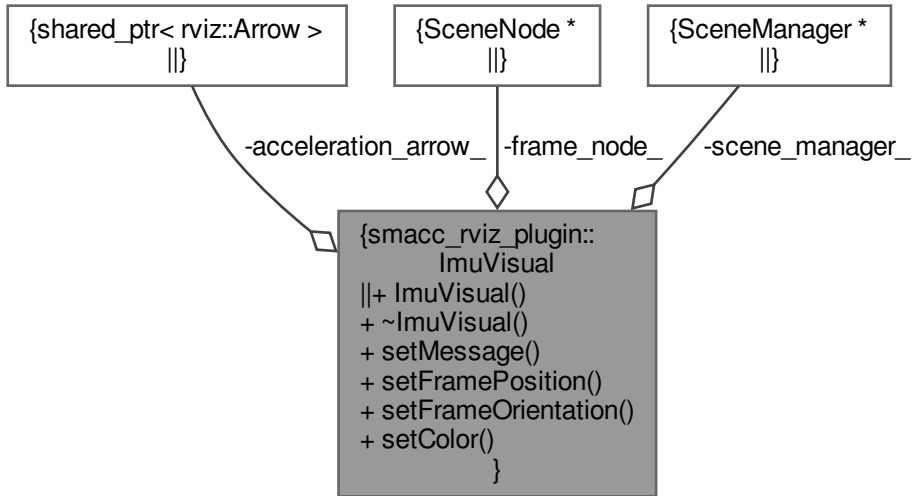 {shared_ptr< rviz::Arrow >
||}
{SceneNode *
||}
{SceneManager *
||}
-acceleration_arrow_
-frame_node_
-scene_manager_
{smacc_rviz_plugin::
ImuVisual
||+ ImuVisual()
+ ~ImuVisual()
+ setMessage()
+ setFramePosition()
+ setFrameOrientation()
+ setColor()
}